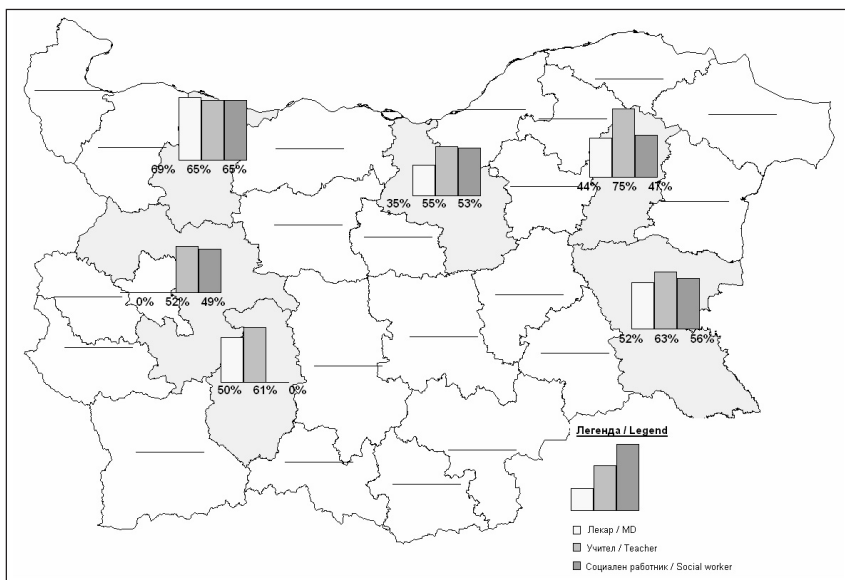 69% 65% 65%
35% 55% 53%
44% 75% 47%
0% 52% 49%
52% 63% 56%
50% 61% 0%
Легенда / Legend
Лекар / MD
Учител / Teacher
Социален работник / Social worker